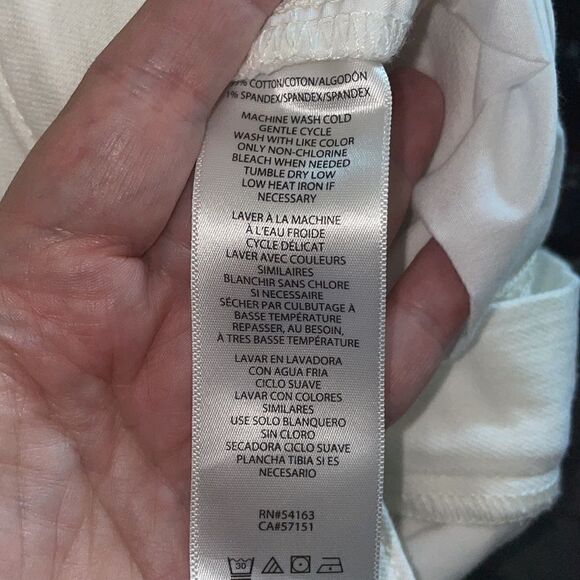 COTTON/COTON/ALGODÓN
1% SPANDEX/SPANDEX/SPANDEX
MACHINE WASH COLD
GENTLE CYCLE
WASH WITH LIKE COLOR
ONLY NON-CHLORINE
BLEACH WHEN NEEDED
TUMBLE DRY LOW
LOW HEAT IRON IF
NECESSARY
LAVER À LA MACHINE
À L'EAU FROIDE
CYCLE DÉLICAT
LAVER AVEC COULEURS
SIMILAIRES
BLANCHIR SANS CHLORE
SI NECESSAIRE
SÉCHER PAR CULBUTAGE À
BASSE TEMPÉRATURE
REPASSER, AU BESOIN,
À TRES BASSE TEMPÉRATURE
LAVAR EN LAVADORA
CON AGUA FRIA
CICLO SUAVE
LAVAR CON COLORES
SIMILARES
USE SOLO BLANQUERO
SIN CLORO
SECADORA CICLO SUAVE
PLANCHA TIBIA SI ES
NECESARIO
RN#54163
CA#57151
30